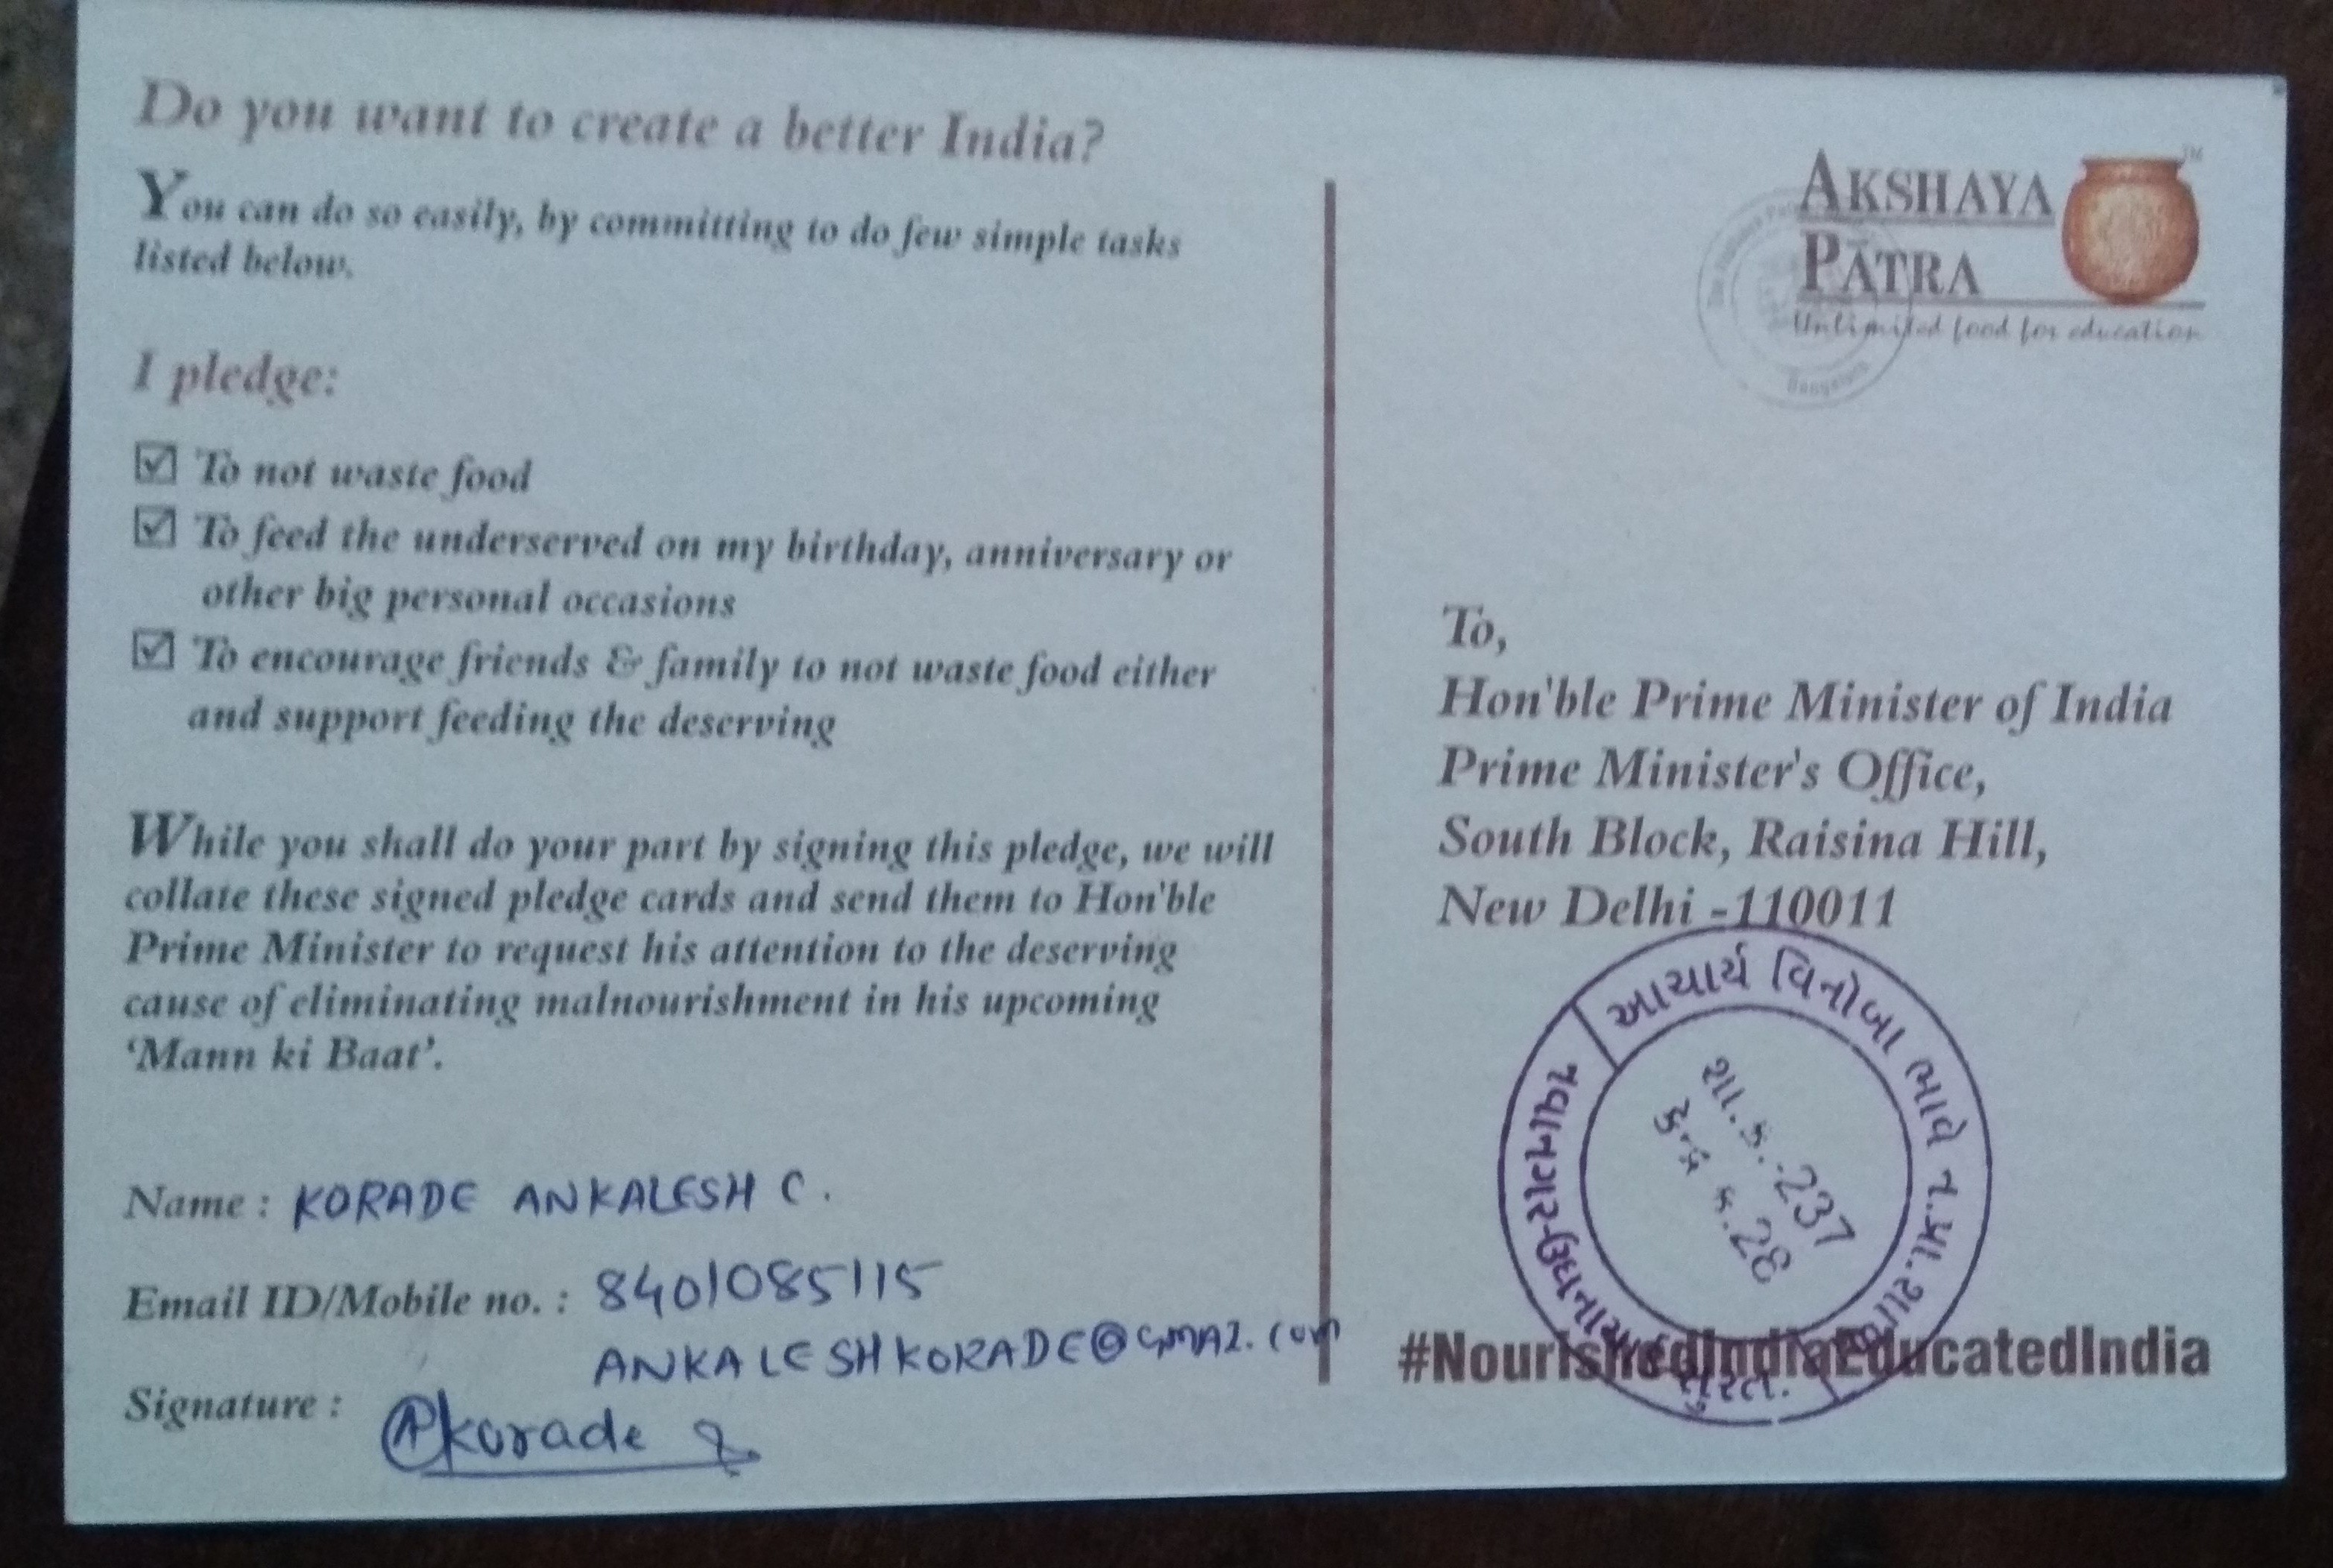 Do you want to create a better India?
You can do so easily, by committing to do few simple tasks
listed below.
I pledge:
To not waste food
To feed the underserved on my birthday, anniversary or
other big personal occasions
To encourage friends & family to not waste food either
and support feeding the deserving
While you shall do your part by signing this pledge, we will
collate these signed pledge cards and send them to Hon'ble
Prime Minister to request his attention to the deserving
cause of eliminating malnourishment in his upcoming
‘Mann ki Baat’.
Name : KORADE ANKALESH C.
Email ID/Mobile no. : 8401085115
ANKALESHKORADE@GMAI.com
Signature : Korade
AKSHAYA
PATRA
TM
Unlimited food for education
To,
Hon'ble Prime Minister of India
Prime Minister's Office,
South Block, Raisina Hill,
New Delhi -110011
આચાર્ય વિનોબા ભાવે ન.પ્રા.શાળા
શા.ક્ર.-237
કેન્દ્ર ક્ર.28
સુરત.
#NourishedIndiaEducatedIndia